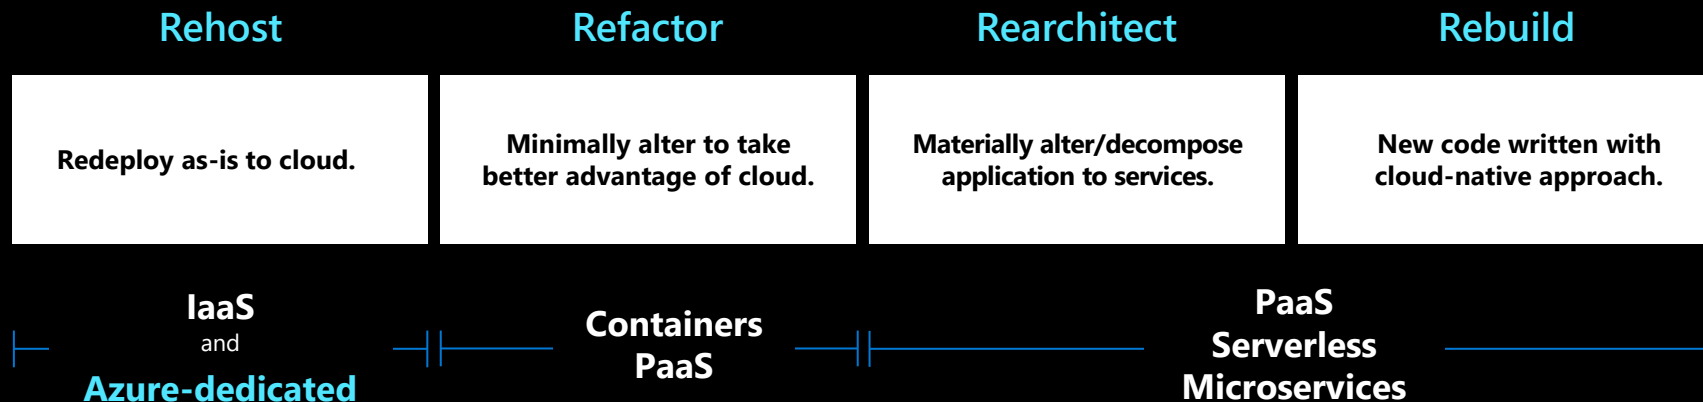 Rehost
Refactor
Rearchitect
Rebuild
Redeploy as-is to cloud.
Minimally alter to take
better advantage of cloud.
Materially alter/decompose
application to services.
New code written with
cloud-native approach.
IaaS
and
Azure-dedicated
Containers
PaaS
PaaS
Serverless
Microservices